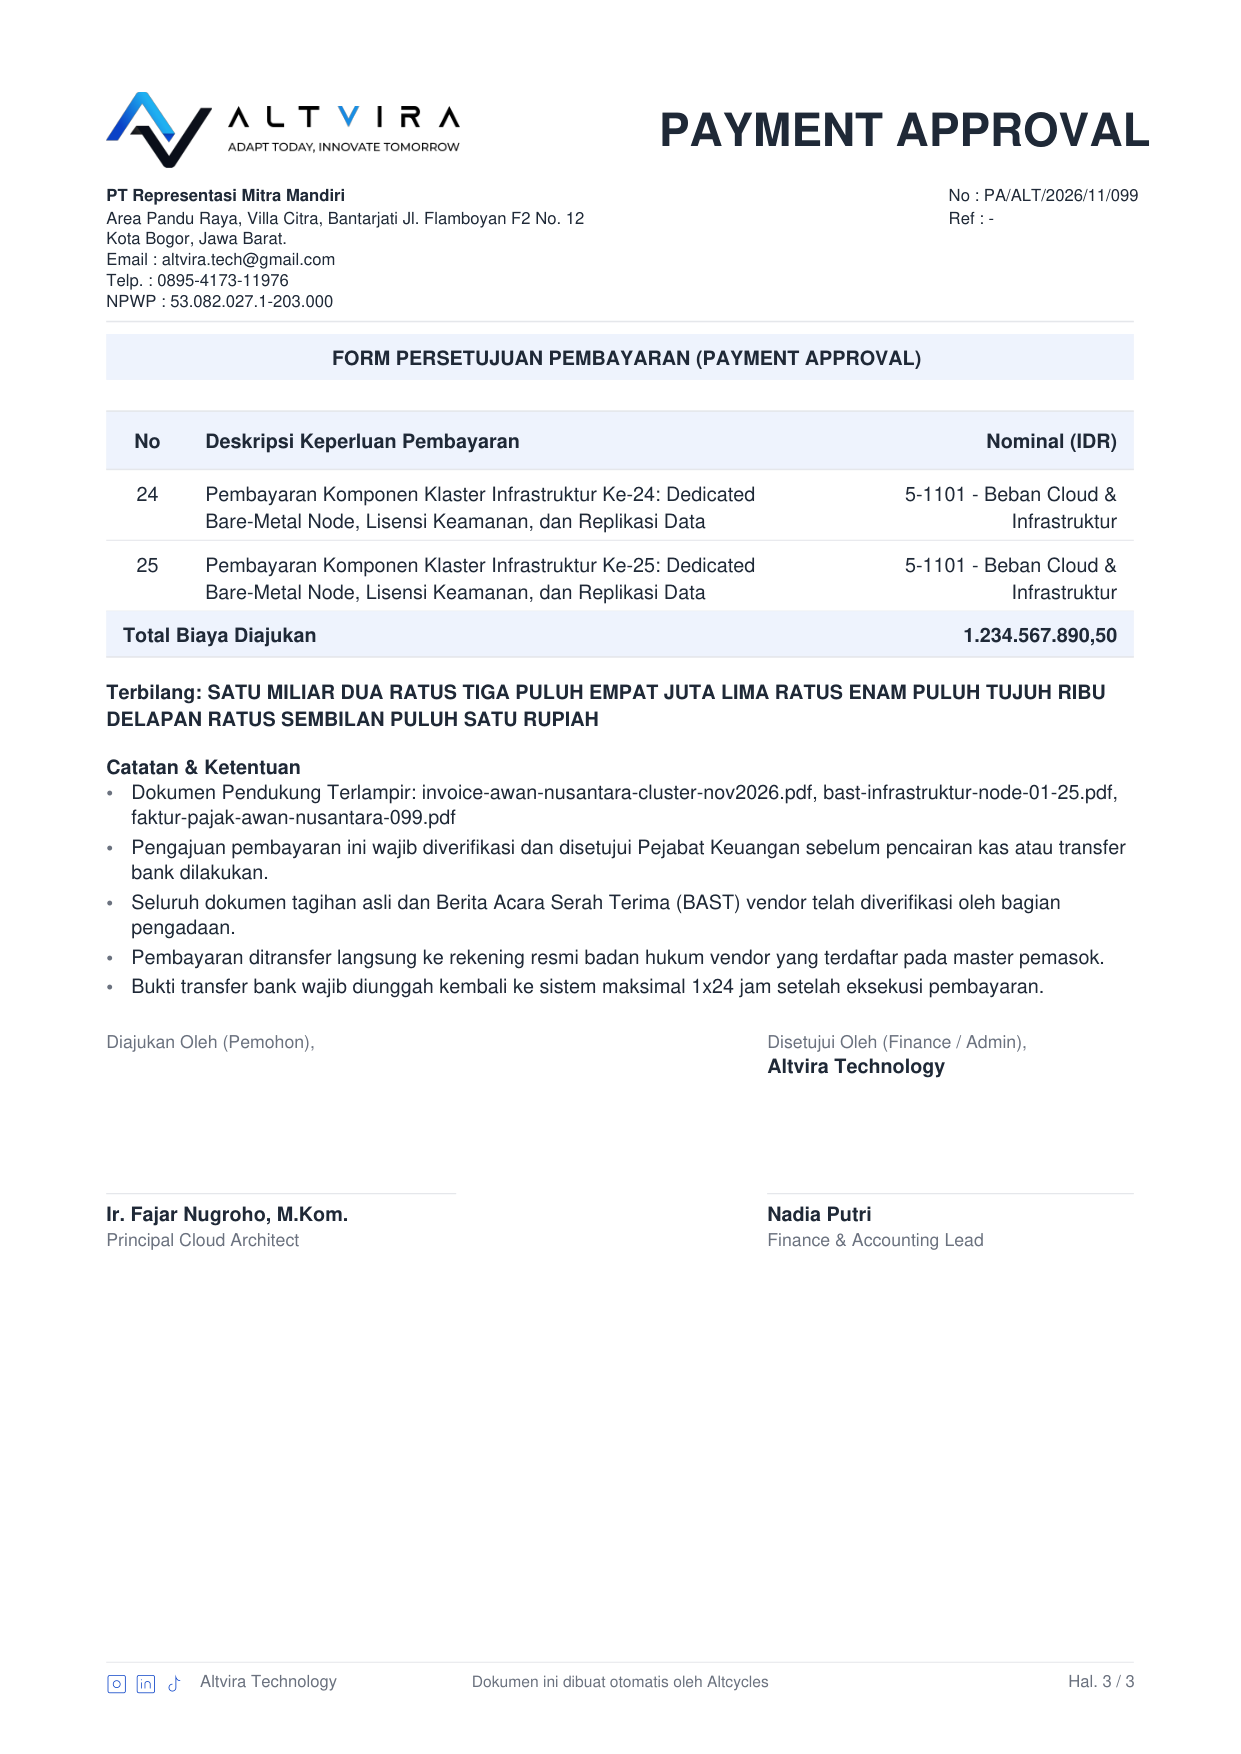 ALTVIRA
ADAPT TODAY, INNOVATE TOMORROW
PAYMENT APPROVAL
PT Representasi Mitra Mandiri
Area Pandu Raya, Villa Citra, Bantarjati Jl. Flamboyan F2 No. 12
Kota Bogor, Jawa Barat.
Email : altvira.tech@gmail.com
Telp. : 0895-4173-11976
NPWP : 53.082.027.1-203.000
No : PA/ALT/2026/11/099
Ref : -
FORM PERSETUJUAN PEMBAYARAN (PAYMENT APPROVAL)
No Deskripsi Keperluan Pembayaran Nominal (IDR)
24 Pembayaran Komponen Klaster Infrastruktur Ke-24: Dedicated 5-1101 - Beban Cloud &
Bare-Metal Node, Lisensi Keamanan, dan Replikasi Data Infrastruktur
25 Pembayaran Komponen Klaster Infrastruktur Ke-25: Dedicated 5-1101 - Beban Cloud &
Bare-Metal Node, Lisensi Keamanan, dan Replikasi Data Infrastruktur
Total Biaya Diajukan 1.234.567.890,50
Terbilang: SATU MILIAR DUA RATUS TIGA PULUH EMPAT JUTA LIMA RATUS ENAM PULUH TUJUH RIBU
DELAPAN RATUS SEMBILAN PULUH SATU RUPIAH
Catatan & Ketentuan
• Dokumen Pendukung Terlampir: invoice-awan-nusantara-cluster-nov2026.pdf, bast-infrastruktur-node-01-25.pdf,
faktur-pajak-awan-nusantara-099.pdf
• Pengajuan pembayaran ini wajib diverifikasi dan disetujui Pejabat Keuangan sebelum pencairan kas atau transfer
bank dilakukan.
• Seluruh dokumen tagihan asli dan Berita Acara Serah Terima (BAST) vendor telah diverifikasi oleh bagian
pengadaan.
• Pembayaran ditransfer langsung ke rekening resmi badan hukum vendor yang terdaftar pada master pemasok.
• Bukti transfer bank wajib diunggah kembali ke sistem maksimal 1x24 jam setelah eksekusi pembayaran.
Diajukan Oleh (Pemohon),
Disetujui Oleh (Finance / Admin),
Altvira Technology
Ir. Fajar Nugroho, M.Kom.
Principal Cloud Architect
Nadia Putri
Finance & Accounting Lead
Altvira Technology Dokumen ini dibuat otomatis oleh Altcycles Hal. 3 / 3